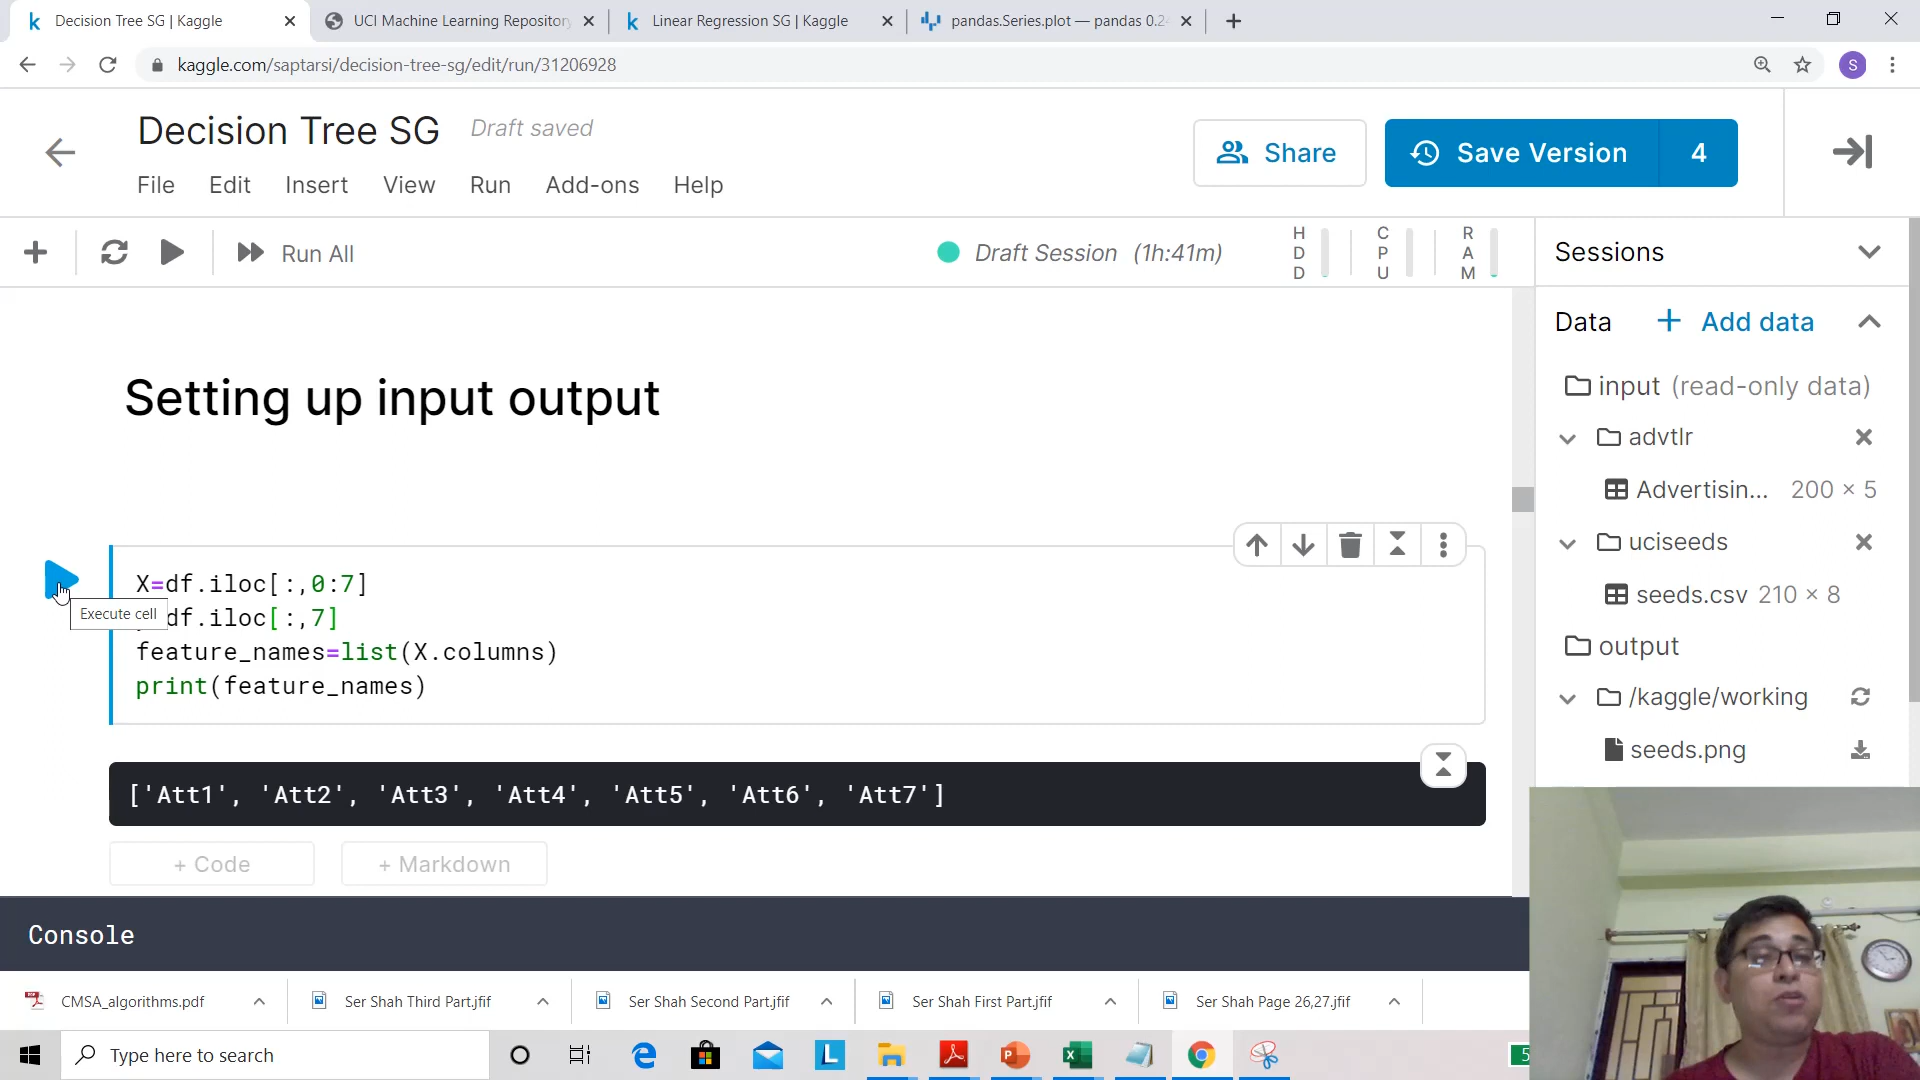 Decision Tree SG | Kaggle
UCI Machine Learning Repository
Linear Regression SG | Kaggle
pandas.Series.plot — pandas 0.24
kaggle.com/saptarsi/decision-tree-sg/edit/run/31206928
S
Decision Tree SG
Draft saved
File Edit Insert View Run Add-ons Help
Share
Save Version 4
Run All
Draft Session (1h:41m)
HDD
CPU
RAM
Sessions
Data + Add data
input (read-only data)
advtlr
Advertisin... 200 × 5
uciseeds
seeds.csv 210 × 8
output
/kaggle/working
seeds.png
Setting up input output
X=df.iloc[:,0:7]
df.iloc[:,7]
feature_names=list(X.columns)
print(feature_names)
Execute cell
['Att1', 'Att2', 'Att3', 'Att4', 'Att5', 'Att6', 'Att7']
+ Code
+ Markdown
Console
CMSA_algorithms.pdf
Ser Shah Third Part.jfif
Ser Shah Second Part.jfif
Ser Shah First Part.jfif
Ser Shah Page 26,27.jfif
Type here to search